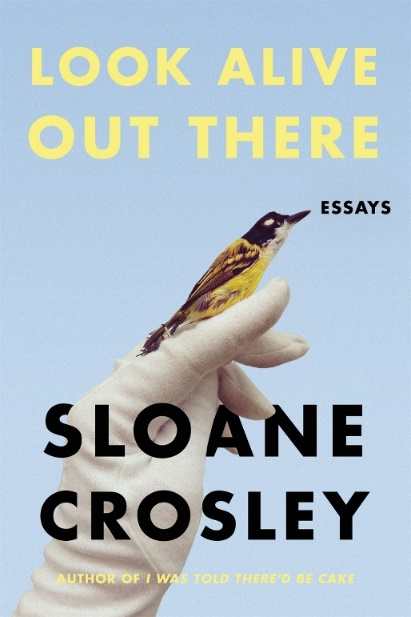 LOOK ALIVE
OUT THERE
ESSAYS
SLOANE
CROSLEY
AUTHOR OF I WAS TOLD THERE'D BE CAKE